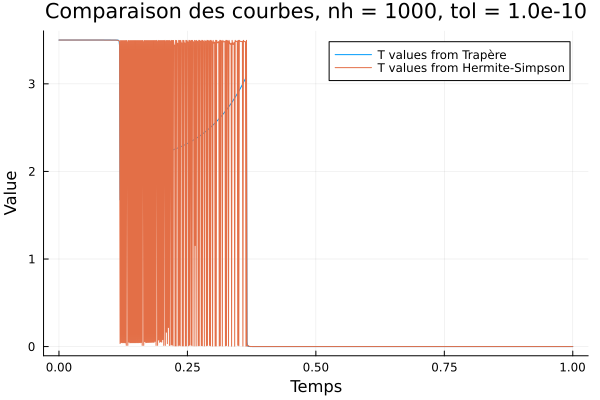 Comparaison des courbes, nh = 1000, tol = 1.0e-10
T values from Trapère
T values from Hermite-Simpson
Value
3
2
1
0
0.00 0.25 0.50 0.75 1.00
Temps